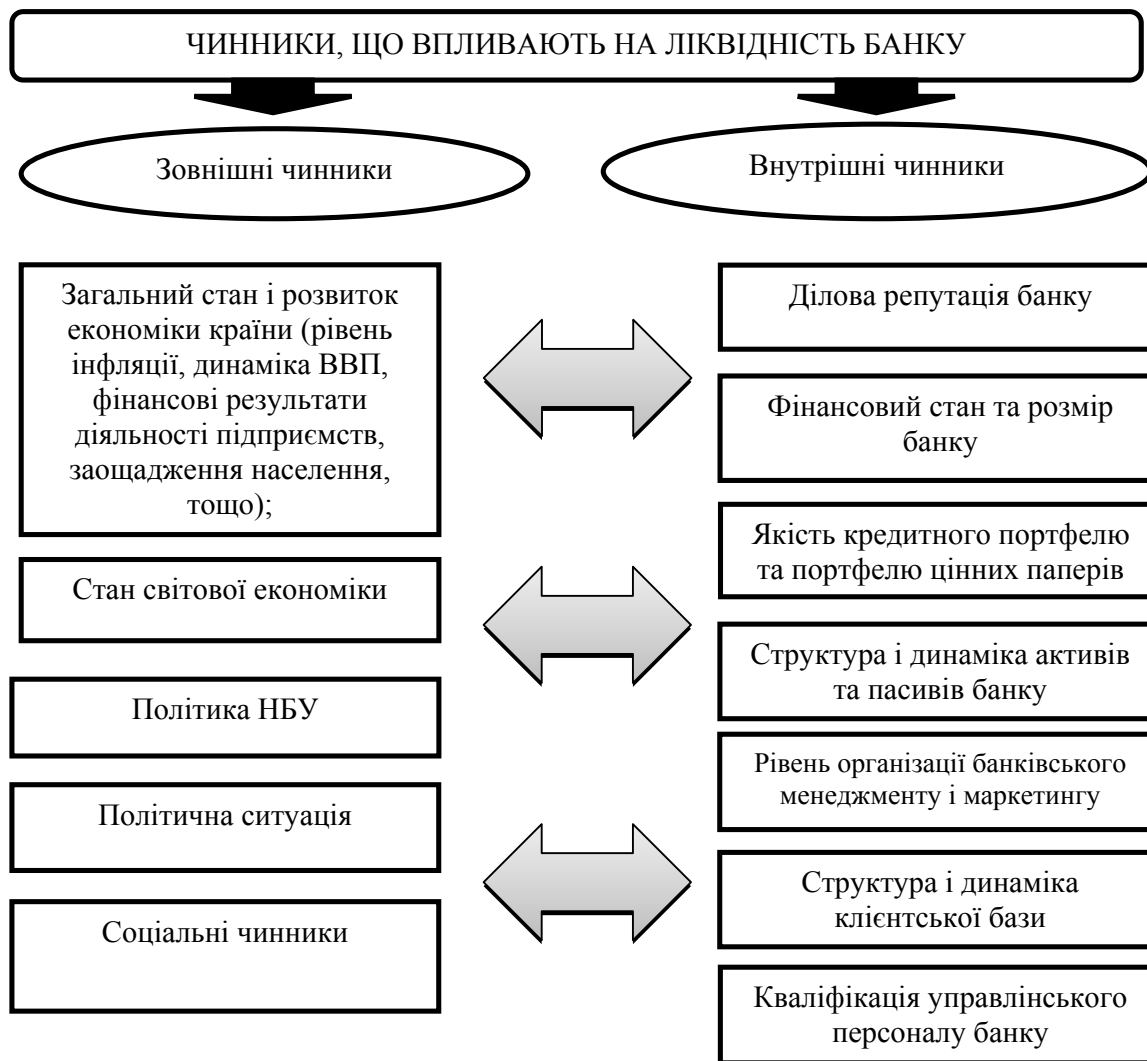 ЧИННИКИ, ЩО ВПЛИВАЮТЬ НА ЛІКВІДНІСТЬ БАНКУ
Зовнішні чинники
Внутрішні чинники
Загальний стан і розвиток
економіки країни (рівень
інфляції, динаміка ВВП,
фінансові результати
діяльності підприємств,
заощадження населення,
тощо);
Стан світової економіки
Політика НБУ
Політична ситуація
Соціальні чинники
Ділова репутація банку
Фінансовий стан та розмір
банку
Якість кредитного портфелю
та портфелю цінних паперів
Структура і динаміка активів
та пасивів банку
Рівень організації банківського
менеджменту і маркетингу
Структура і динаміка
клієнтської бази
Кваліфікація управлінського
персоналу банку